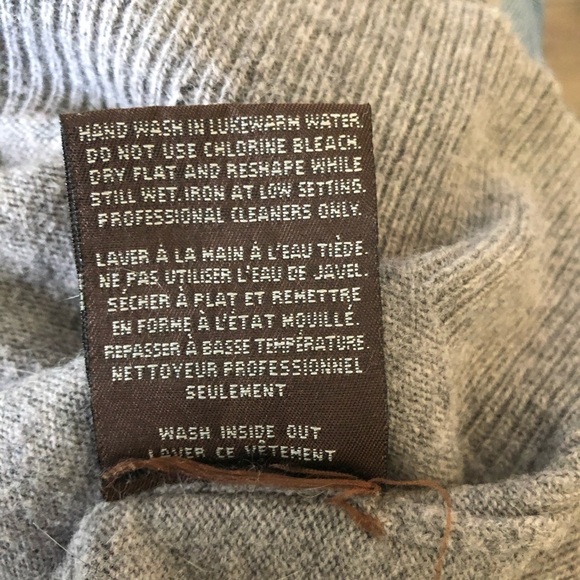 HAND WASH IN LUKEWARM WATER.
DO NOT USE CHLORINE BLEACH.
DRY FLAT AND RESHAPE WHILE
STILL WET. IRON AT LOW SETTING.
PROFESSIONAL CLEANERS ONLY.
LAVER À LA MAIN À L'EAU TIÈDE.
NE PAS UTILISER L'EAU DE JAVEL.
SÉCHER À PLAT ET REMETTRE
EN FORME À L'ÉTAT MOUILLÉ.
REPASSER À BASSE TEMPÉRATURE.
NETTOYEUR PROFESSIONNEL
SEULEMENT
WASH INSIDE OUT
LAVER CE VÊTEMENT